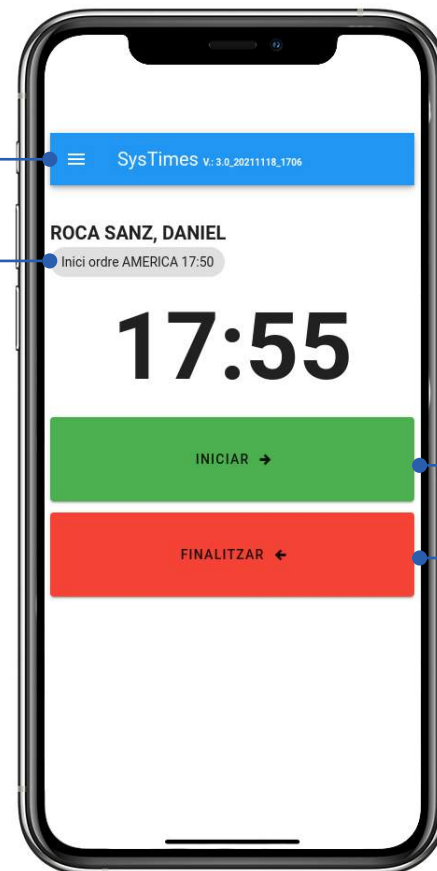 SysTimes V.: 3.0_20211118_1706
ROCA SANZ, DANIEL
Inici ordre AMERICA 17:50
17:55
INICIAR →
FINALITZAR ←